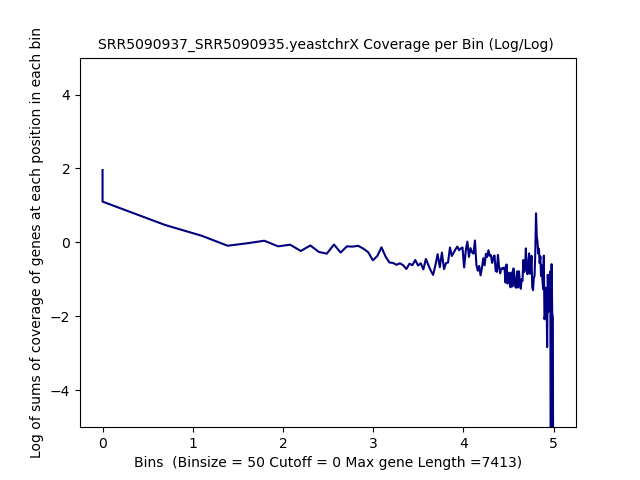 SRR5090937_SRR5090935.yeastchrX Coverage per Bin (Log/Log)
Log of sums of coverage of genes at each position in each bin
4
2
0
−2
−4
0 1 2 3 4 5
Bins  (Binsize = 50 Cutoff = 0 Max gene Length =7413)